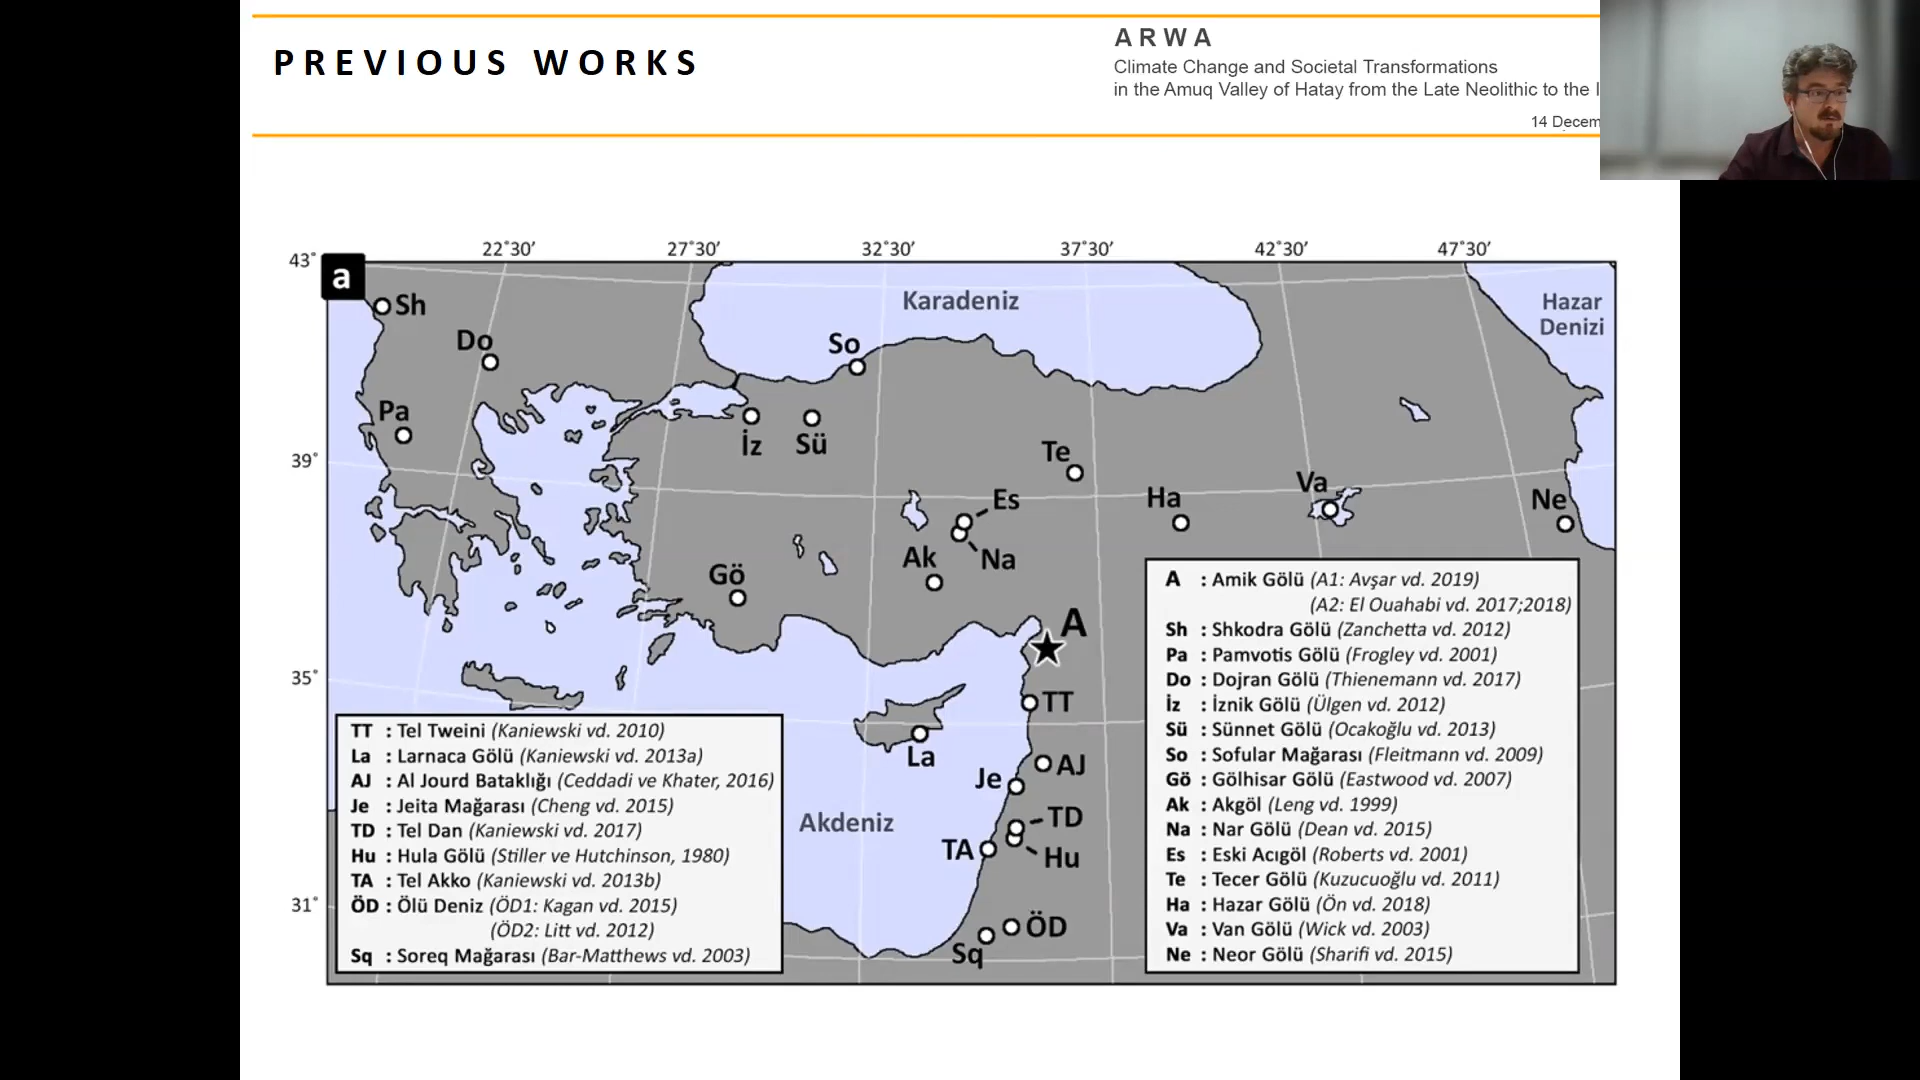 PREVIOUS WORKS
ARWA
Climate Change and Societal Transformations
in the Amuq Valley of Hatay from the Late Neolithic to the
14
22°30' 27°30' 32°30' 37°30' 42°30' 47°30'
43°
39°
35°
31°
a
Karadeniz
Hazar
Denizi
Akdeniz
Sh
Do
So
Pa
İz
Sü
Te
Es
Ha
Va
Ne
Na
Ak
Gö
A
TT
La
AJ
Je
TD
TA
Hu
ÖD
Sq
TT : Tel Tweini (Kaniewski vd. 2010)
La : Larnaca Gölü (Kaniewski vd. 2013a)
AJ : Al Jourd Bataklığı (Ceddadi ve Khater, 2016)
Je : Jeita Mağarası (Cheng vd. 2015)
TD : Tel Dan (Kaniewski vd. 2017)
Hu : Hula Gölü (Stiller ve Hutchinson, 1980)
TA : Tel Akko (Kaniewski vd. 2013b)
ÖD : Ölü Deniz (ÖD1: Kagan vd. 2015)
(ÖD2: Litt vd. 2012)
Sq : Soreq Mağarası (Bar-Matthews vd. 2003)
A : Amik Gölü (A1: Avşar vd. 2019)
(A2: El Ouahabi vd. 2017;2018)
Sh : Shkodra Gölü (Zanchetta vd. 2012)
Pa : Pamvotis Gölü (Frogley vd. 2001)
Do : Dojran Gölü (Thienemann vd. 2017)
İz : İznik Gölü (Ülgen vd. 2012)
Sü : Sünnet Gölü (Ocakoğlu vd. 2013)
So : Sofular Mağarası (Fleitmann vd. 2009)
Gö : Gölhisar Gölü (Eastwood vd. 2007)
Ak : Akgöl (Leng vd. 1999)
Na : Nar Gölü (Dean vd. 2015)
Es : Eski Acıgöl (Roberts vd. 2001)
Te : Tecer Gölü (Kuzucuoğlu vd. 2011)
Ha : Hazar Gölü (Ön vd. 2018)
Va : Van Gölü (Wick vd. 2003)
Ne : Neor Gölü (Sharifi vd. 2015)